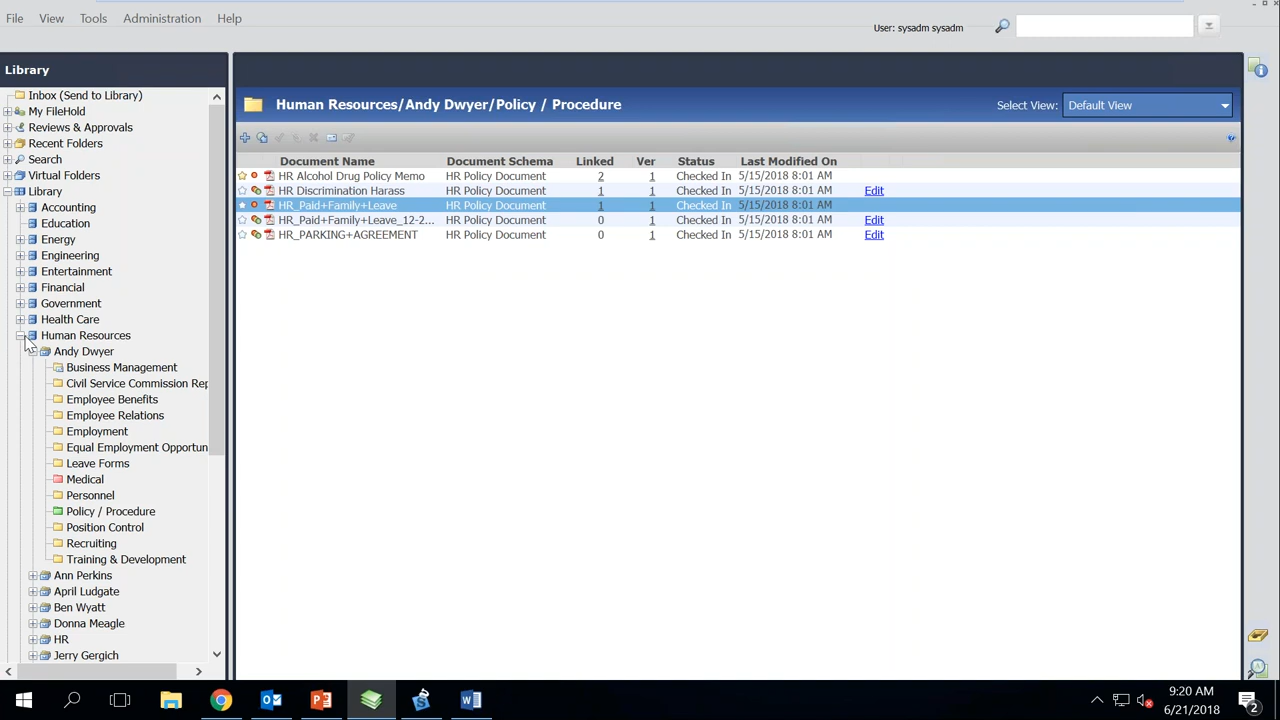 File View Tools Administration Help
User: sysadm sysadm
Library
Inbox (Send to Library)
My FileHold
Reviews & Approvals
Recent Folders
Search
Virtual Folders
Library
Accounting
Education
Energy
Engineering
Entertainment
Financial
Government
Health Care
Human Resources
Andy Dwyer
Business Management
Civil Service Commission Rep
Employee Benefits
Employee Relations
Employment
Equal Employment Opportun
Leave Forms
Medical
Personnel
Policy / Procedure
Position Control
Recruiting
Training & Development
Ann Perkins
April Ludgate
Ben Wyatt
Donna Meagle
HR
Jerry Gergich
Human Resources/Andy Dwyer/Policy / Procedure Select View: Default View
Document Name Document Schema Linked Ver Status Last Modified On
HR Alcohol Drug Policy Memo HR Policy Document 2 1 Checked In 5/15/2018 8:01 AM
HR Discrimination Harass HR Policy Document 1 1 Checked In 5/15/2018 8:01 AM Edit
HR_Paid+Family+Leave HR Policy Document 1 1 Checked In 5/15/2018 8:01 AM
HR_Paid+Family+Leave_12-2... HR Policy Document 0 1 Checked In 5/15/2018 8:01 AM Edit
HR_PARKING+AGREEMENT HR Policy Document 0 1 Checked In 5/15/2018 8:01 AM Edit
9:20 AM
6/21/2018
2